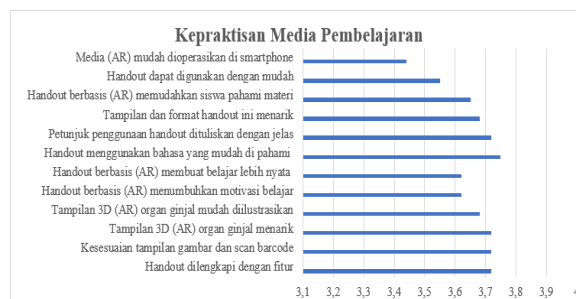 Kepraktisan Media Pembelajaran
Media (AR) mudah dioperasikan di smartphone
Handout dapat digunakan dengan mudah
Handout berbasis (AR) memudahkan siswa pahami materi
Tampilan dan format handout ini menarik
Petunjuk penggunaan handout dituliskan dengan jelas
Handout menggunakan bahasa yang mudah di pahami
Handout berbasis (AR) membuat belajar lebih nyata
Handout berbasis (AR) menumbuhkan motivasi belajar
Tampilan 3D (AR) organ ginjal mudah diilustrasikan
Tampilan 3D (AR) organ ginjal menarik
Kesesuaian tampilan gambar dan scan barcode
Handout dilengkapi dengan fitur
3,1 3,2 3,3 3,4 3,5 3,6 3,7 3,8 3,9